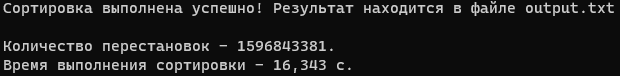 Сортировка выполнена успешно! Результат находится в файле output.txt
Количество перестановок – 1596843381.
Время выполнения сортировки – 16,343 с.